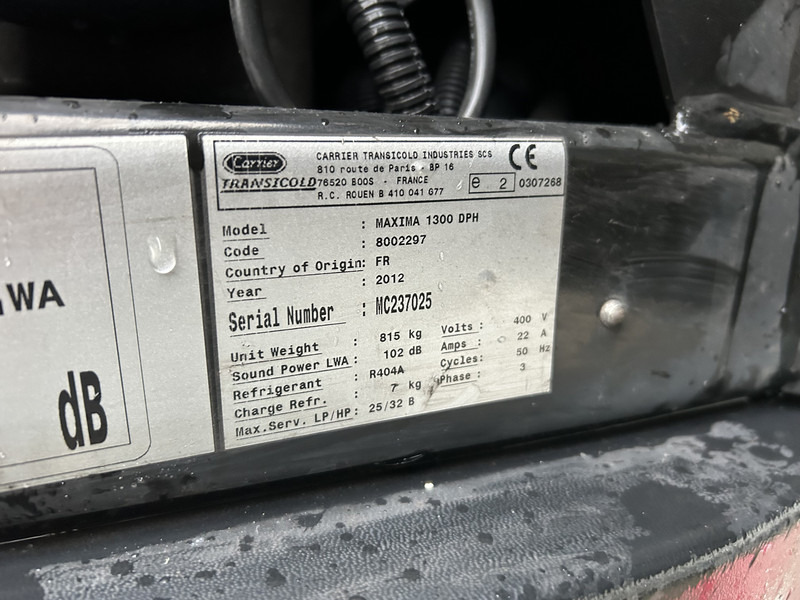 WA
dB
Carrier
TRANSICOLD
CARRIER TRANSICOLD INDUSTRIES SCS
810 route de Paris - BP 16
76520 BOOS - FRANCE
R.C. ROUEN B 410 041 G77
CE
e 2 0307268
Model : MAXIMA 1300 DPH
Code : 8002297
Country of Origin: FR
Year : 2012
Serial Number : MC237025
Unit Weight : 815 kg Volts : 400 V
Sound Power LWA : 102 dB Amps : 22 A
Refrigerant : R404A Cycles: 50 Hz
Charge Refr. : 7 kg Phase : 3
Max.Serv. LP/HP: 25/32 B